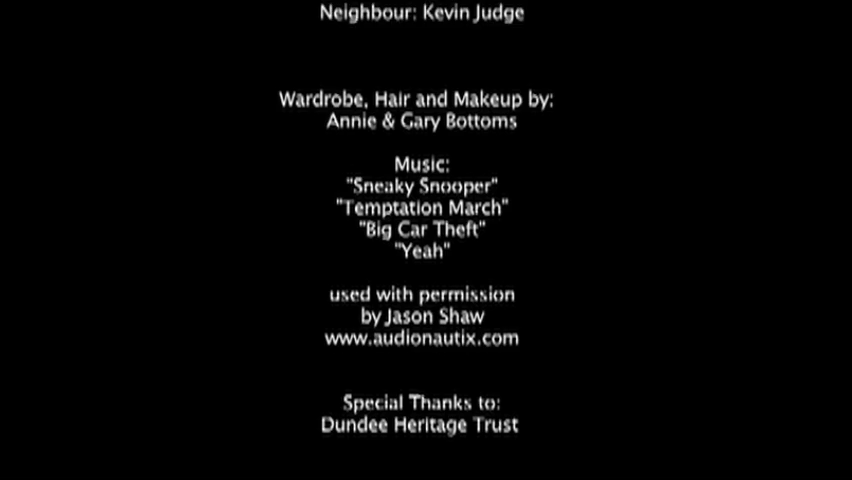 Neighbour: Kevin Judge
Wardrobe, Hair and Makeup by:
Annie & Gary Bottoms
Music:
"Sneaky Snooper"
"Temptation March"
"Big Car Theft"
"Yeah"
used with permission
by Jason Shaw
www.audionautix.com
Special Thanks to:
Dundee Heritage Trust